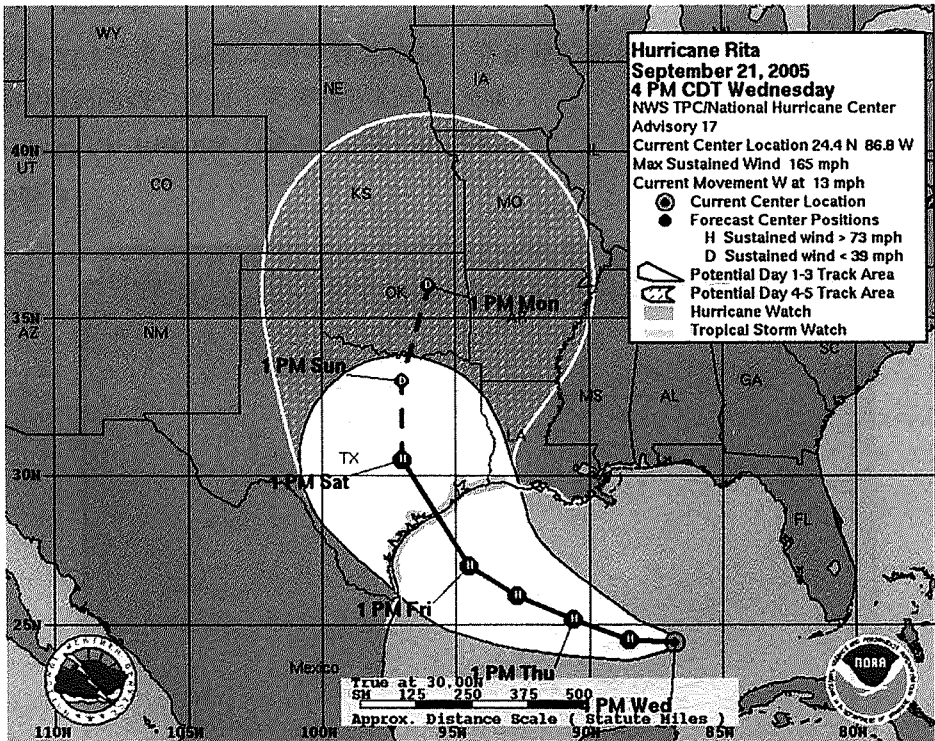 Hurricane Rita
September 21, 2005
4 PM CDT Wednesday
NWS TPC/National Hurricane Center
Advisory 17
Current Center Location 24.4 N 86.8 W
Max Sustained Wind 165 mph
Current Movement W at 13 mph
Current Center Location
Forecast Center Positions
H Sustained wind > 73 mph
D Sustained wind < 39 mph
Potential Day 1-3 Track Area
Potential Day 4-5 Track Area
Hurricane Watch
Tropical Storm Watch
WY
NE
IA
40N
UT
CO
KS
MO
IL
D
1 PM Mon
OK
AR
35N
AZ
NM
1 PM Sun
D
SC
MS
AL
GA
LA
TX
H
30N
1 PM Sat
FL
H
H
1 PM Fri
H
25N
H
Mexico
1 PM Thu
NOAA
True at 30.00N
SM 125 250 375 500
PM Wed
Approx. Distance Scale ( Statute Miles )
110W 105W 100W 95W 90W 85W 80W